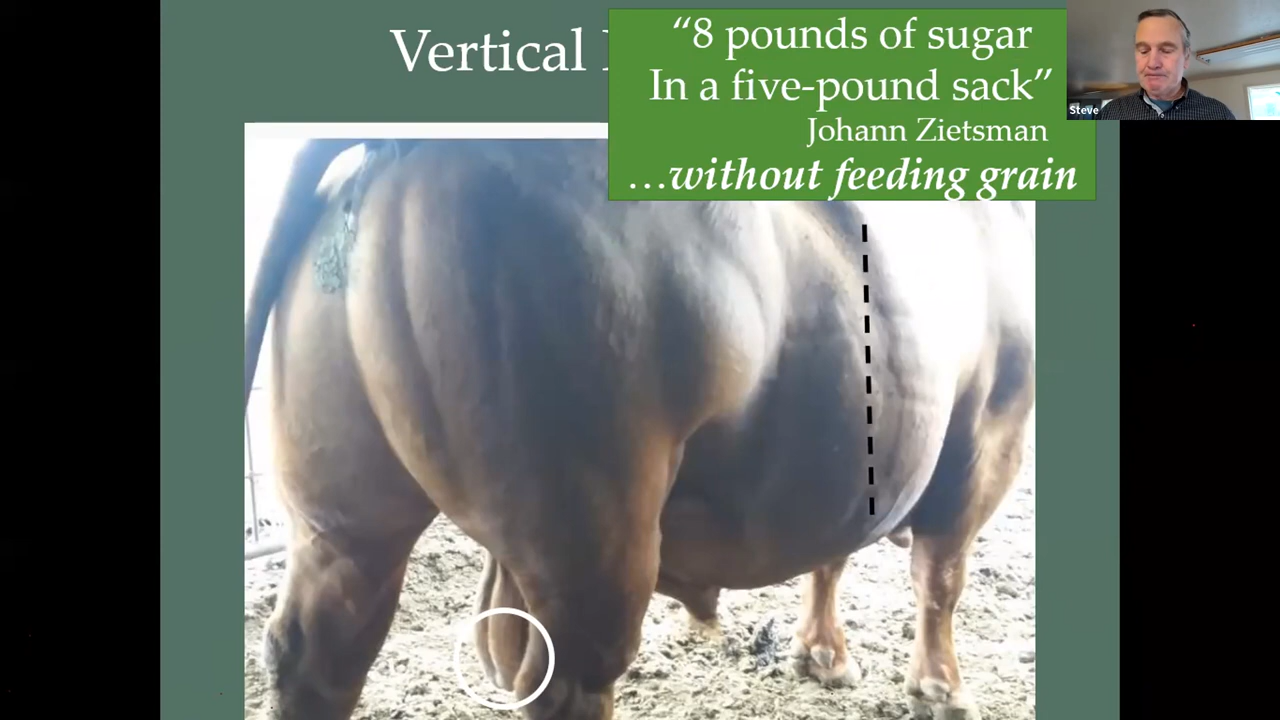 Vertical
“8 pounds of sugar
In a five-pound sack”
Johann Zietsman
…without feeding grain
Steve